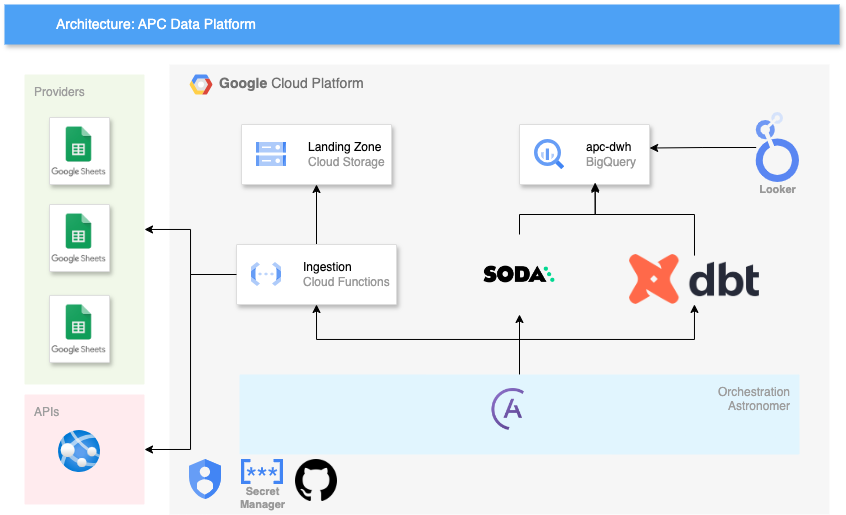 Architecture: APC Data Platform
Providers
Google Sheets
Google Sheets
Google Sheets
APIs
Google Cloud Platform
Landing Zone
Cloud Storage
apc-dwh
BigQuery
Looker
Ingestion
Cloud Functions
SODA
dbt
Orchestration
Astronomer
A
[***]
Secret
Manager